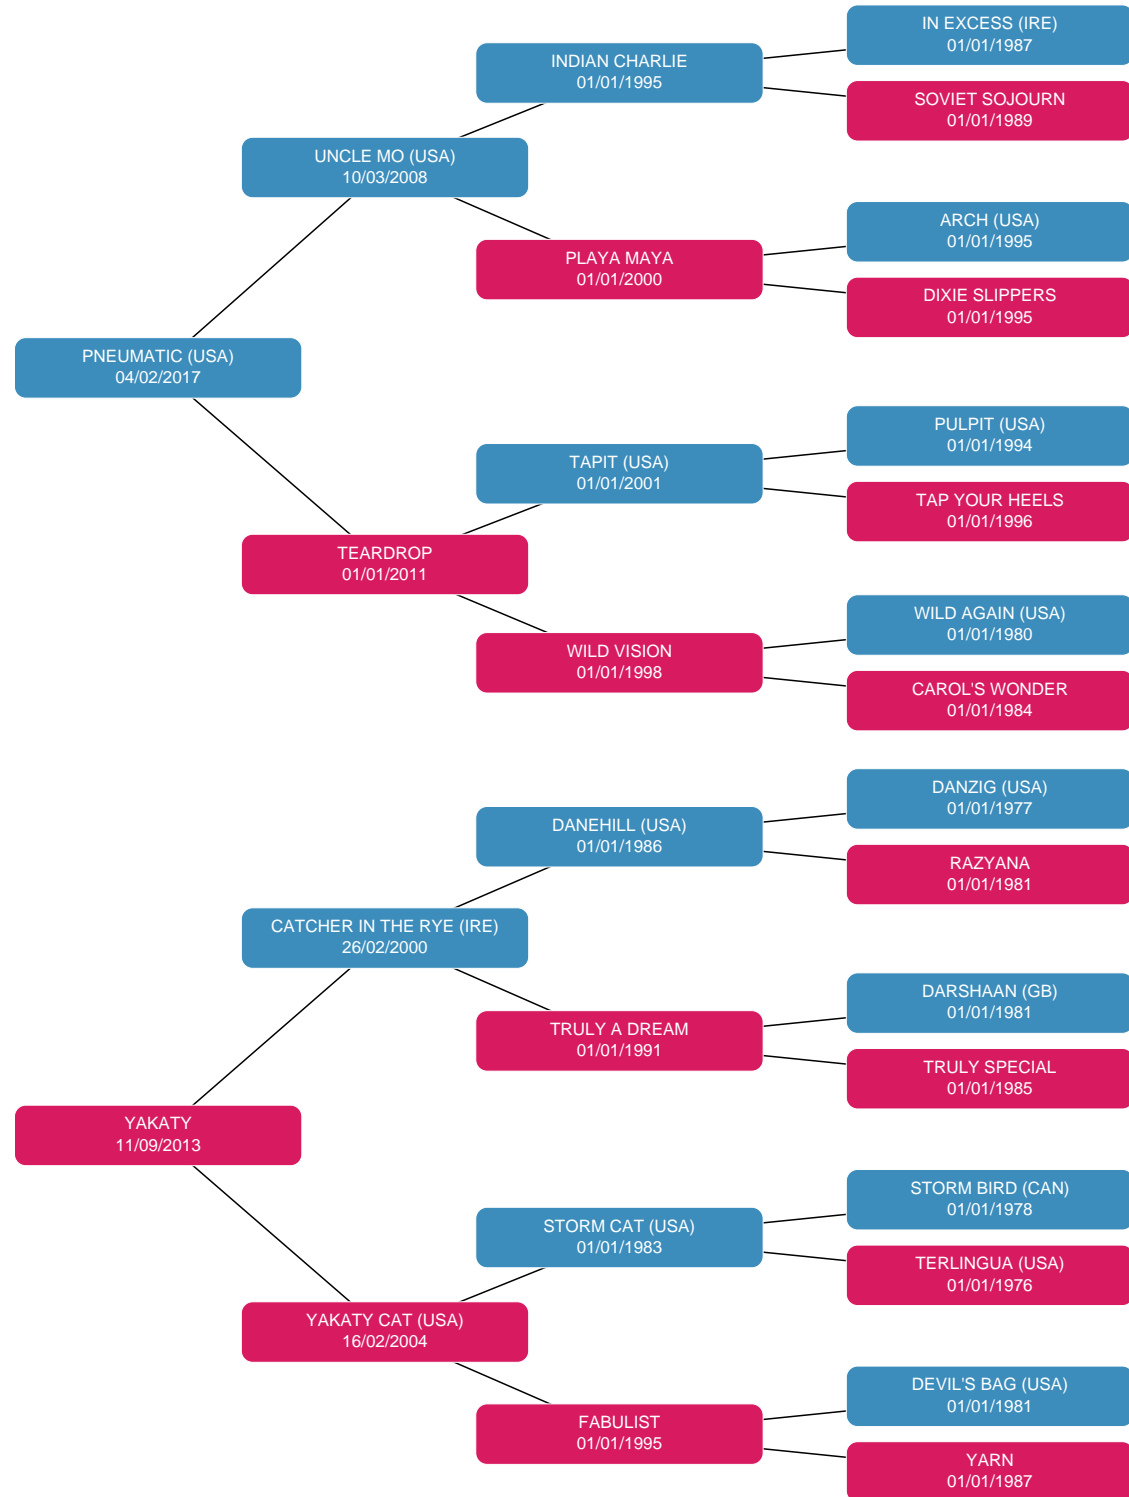 IN EXCESS (IRE)
01/01/1987
INDIAN CHARLIE
01/01/1995
SOVIET SOJOURN
01/01/1989
UNCLE MO (USA)
10/03/2008
ARCH (USA)
01/01/1995
PLAYA MAYA
01/01/2000
DIXIE SLIPPERS
01/01/1995
PNEUMATIC (USA)
04/02/2017
PULPIT (USA)
01/01/1994
TAPIT (USA)
01/01/2001
TAP YOUR HEELS
01/01/1996
TEARDROP
01/01/2011
WILD AGAIN (USA)
01/01/1980
WILD VISION
01/01/1998
CAROL'S WONDER
01/01/1984
DANZIG (USA)
01/01/1977
DANEHILL (USA)
01/01/1986
RAZYANA
01/01/1981
CATCHER IN THE RYE (IRE)
26/02/2000
DARSHAAN (GB)
01/01/1981
TRULY A DREAM
01/01/1991
TRULY SPECIAL
01/01/1985
YAKATY
11/09/2013
STORM BIRD (CAN)
01/01/1978
STORM CAT (USA)
01/01/1983
TERLINGUA (USA)
01/01/1976
YAKATY CAT (USA)
16/02/2004
DEVIL'S BAG (USA)
01/01/1981
FABULIST
01/01/1995
YARN
01/01/1987